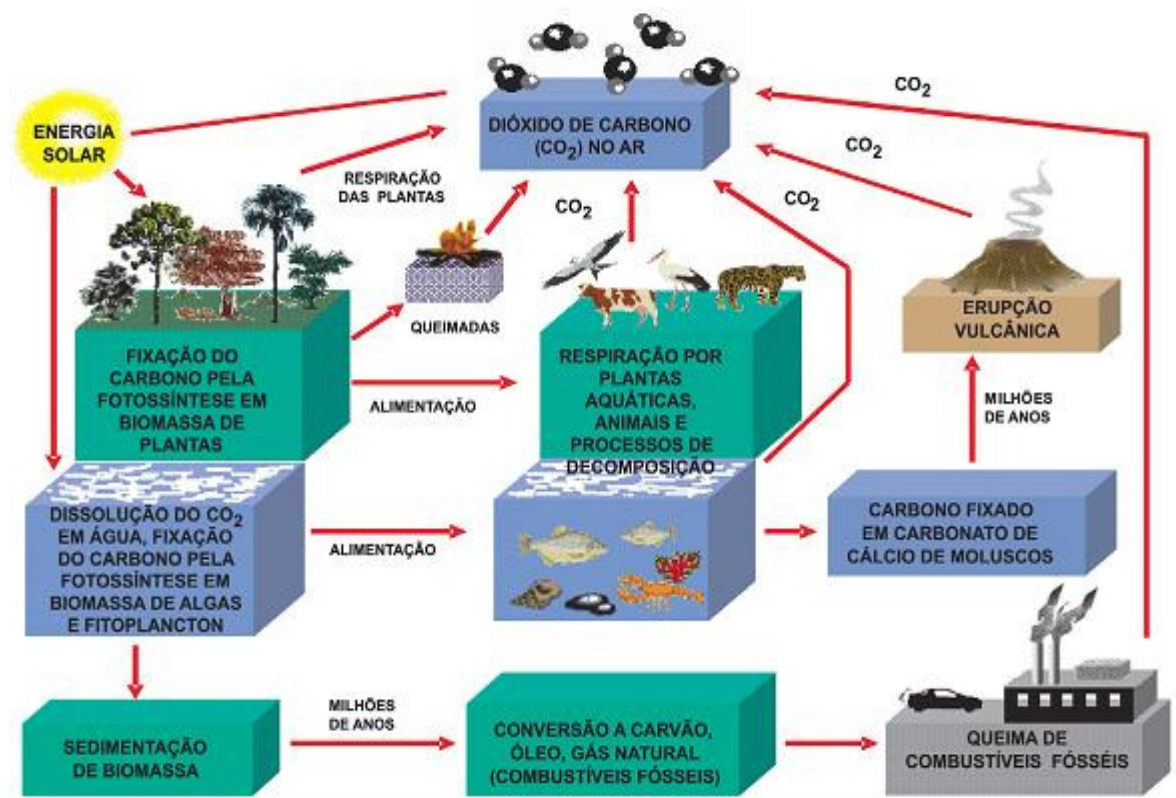 DIÓXIDO DE CARBONO
(CO₂) NO AR
ENERGIA
SOLAR
RESPIRAÇÃO
DAS PLANTAS
CO₂
CO₂
CO₂
CO₂
QUEIMADAS
ERUPÇÃO
VULCÂNICA
FIXAÇÃO DO
CARBONO PELA
FOTOSSÍNTESE EM
BIOMASSA DE
PLANTAS
ALIMENTAÇÃO
RESPIRAÇÃO POR
PLANTAS
AQUÁTICAS,
ANIMAIS E
PROCESSOS DE
DECOMPOSIÇÃO
MILHÕES
DE ANOS
DISSOLUÇÃO DO CO₂
EM ÁGUA, FIXAÇÃO
DO CARBONO PELA
FOTOSSÍNTESE EM
BIOMASSA DE ALGAS
E FITOPLANCTON
ALIMENTAÇÃO
CARBONO FIXADO
EM CARBONATO DE
CÁLCIO DE MOLUSCOS
SEDIMENTAÇÃO
DE BIOMASSA
MILHÕES
DE ANOS
CONVERSÃO A CARVÃO,
ÓLEO, GÁS NATURAL
(COMBUSTÍVEIS FÓSSEIS)
QUEIMA DE
COMBUSTÍVEIS FÓSSÉIS